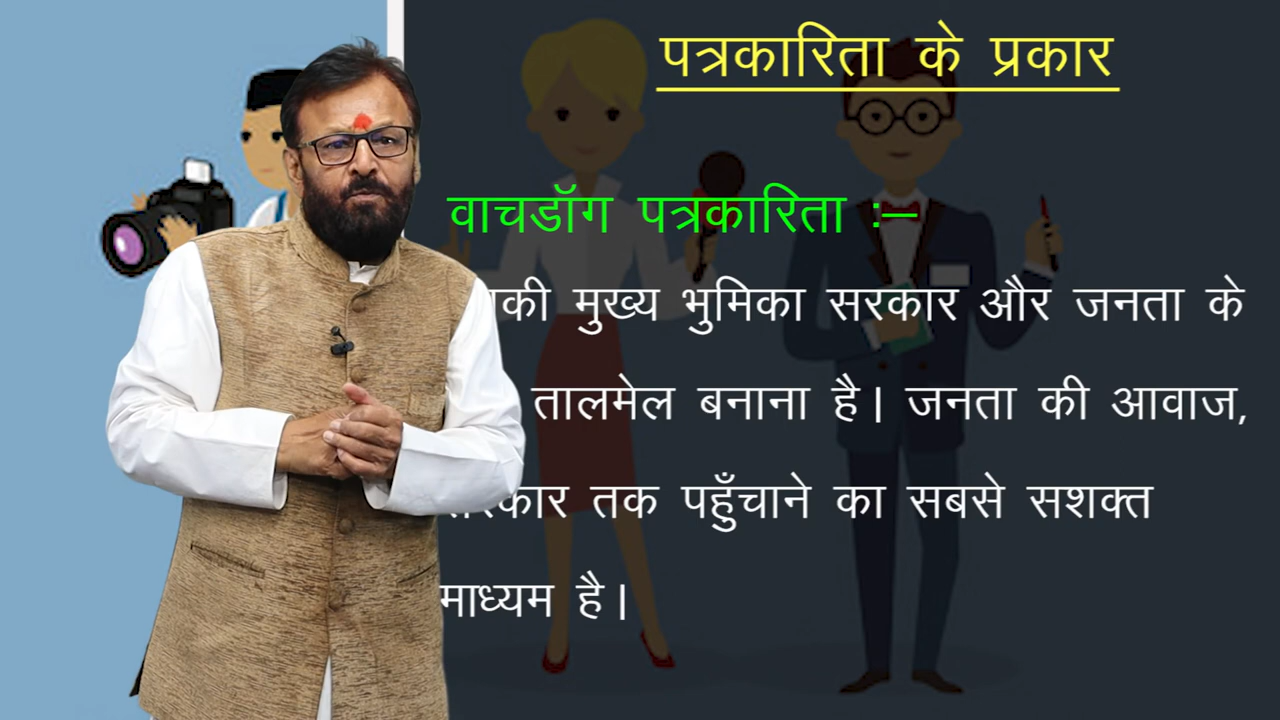 पत्रकारिता के प्रकार
वाचडॉग पत्रकारिता :–
मुख्य भुमिका सरकार और जनता के
तालमेल बनाना है। जनता की आवाज,
तक पहुँचाने का सबसे सशक्त
माध्यम है।